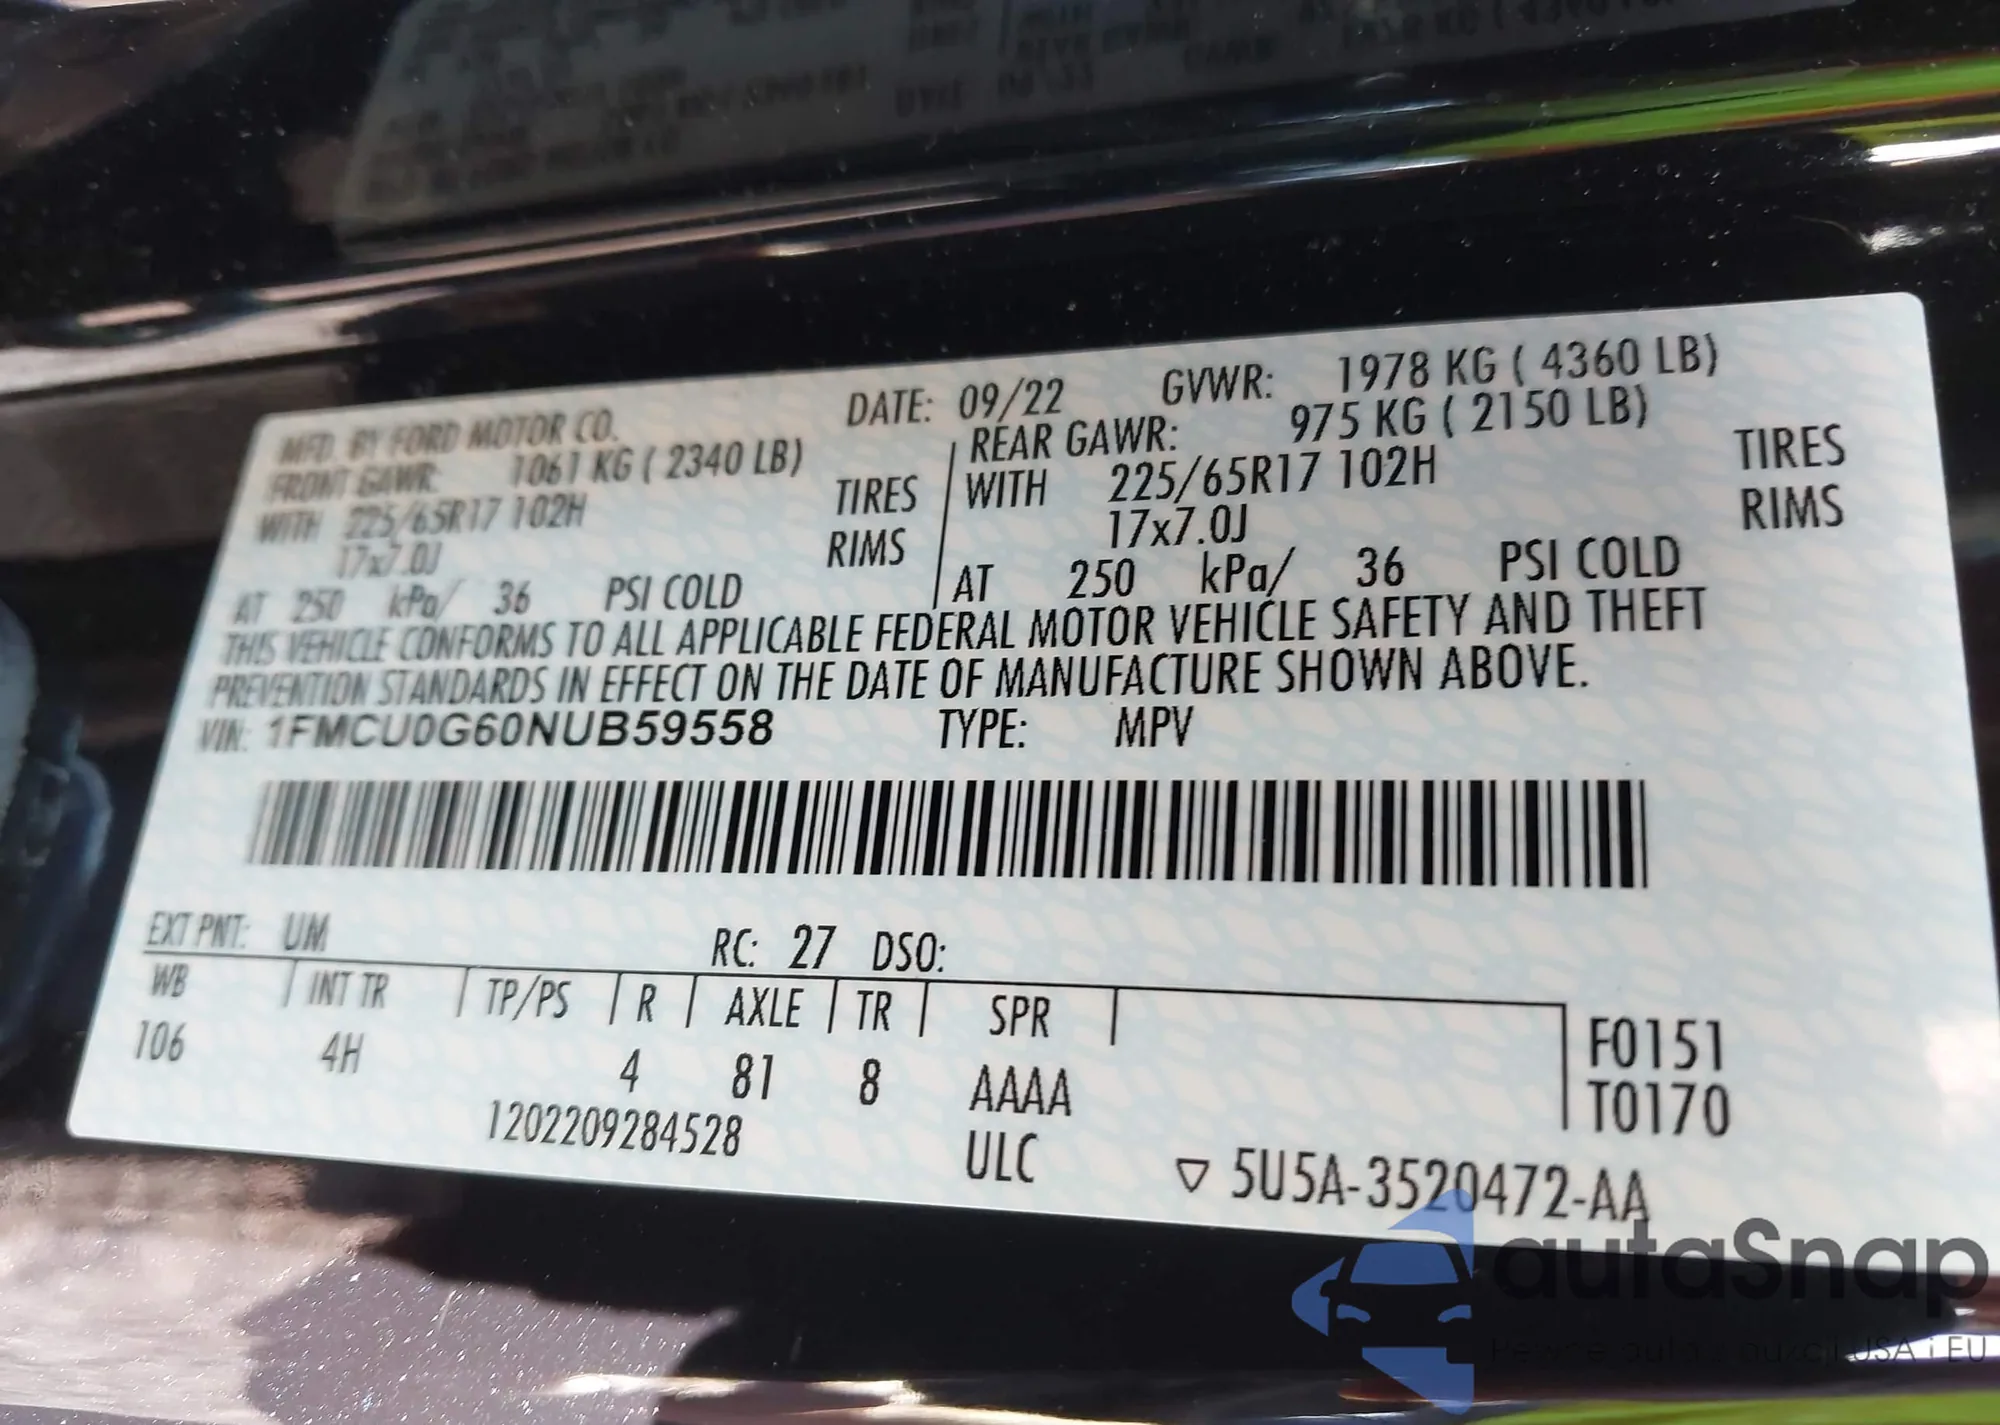 MFD. BY FORD MOTOR CO. DATE: 09/22 GVWR: 1978 KG ( 4360 LB)
FRONT GAWR: 1061 KG ( 2340 LB) REAR GAWR: 975 KG ( 2150 LB)
WITH 225/65R17 102H TIRES WITH 225/65R17 102H TIRES
17x7.0J RIMS 17x7.0J RIMS
AT 250 kPa/ 36 PSI COLD AT 250 kPa/ 36 PSI COLD
THIS VEHICLE CONFORMS TO ALL APPLICABLE FEDERAL MOTOR VEHICLE SAFETY AND THEFT
PREVENTION STANDARDS IN EFFECT ON THE DATE OF MANUFACTURE SHOWN ABOVE.
VIN: 1FMCU0G60NUB59558 TYPE: MPV
EXT PNT: UM RC: 27 DSO:
WB INT TR TP/PS R AXLE TR SPR F0151
106 4H 4 81 8 AAAA T0170
1202209284528 ULC ▽ 5U5A-3520472-AA
autaSnap
USA i EU